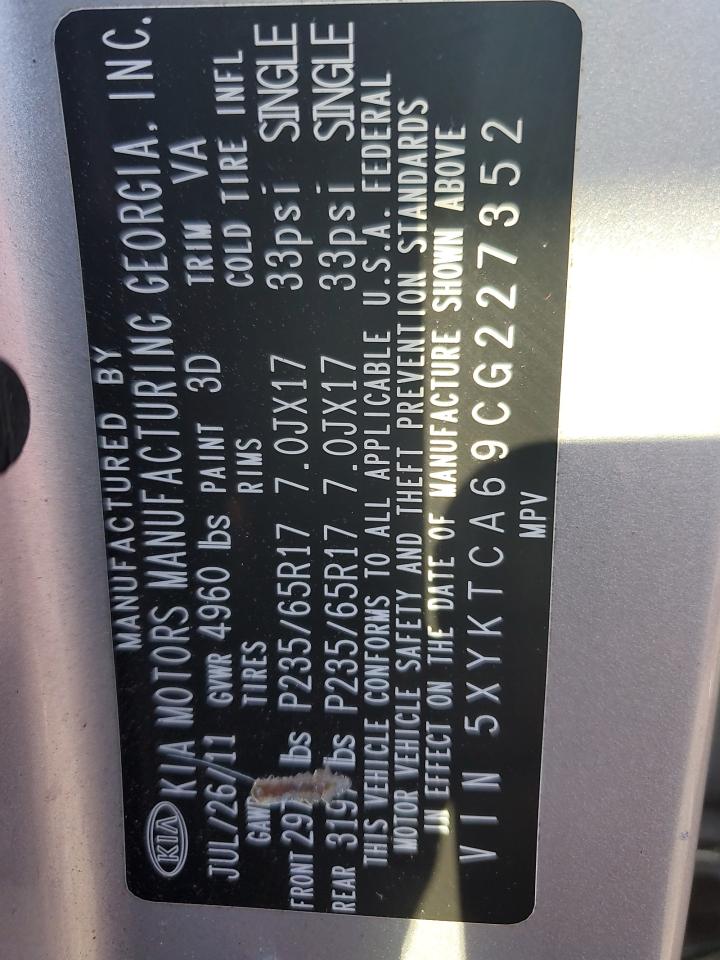 MANUFACTURED BY
KIA KIA MOTORS MANUFACTURING GEORGIA, INC.
JUL/26/11 GVWR 4960 lbs PAINT 3D TRIM VA
TIRES RIMS COLD TIRE INFL
FRONT lbs P235/65R17 7.0JX17 33psi SINGLE
REAR lbs P235/65R17 7.0JX17 33psi SINGLE
THIS VEHICLE CONFORMS TO ALL APPLICABLE U.S.A. FEDERAL
MOTOR VEHICLE SAFETY AND THEFT PREVENTION STANDARDS
IN EFFECT ON THE DATE OF MANUFACTURE SHOWN ABOVE
VIN 5XYKTCA69CG227352
MPV